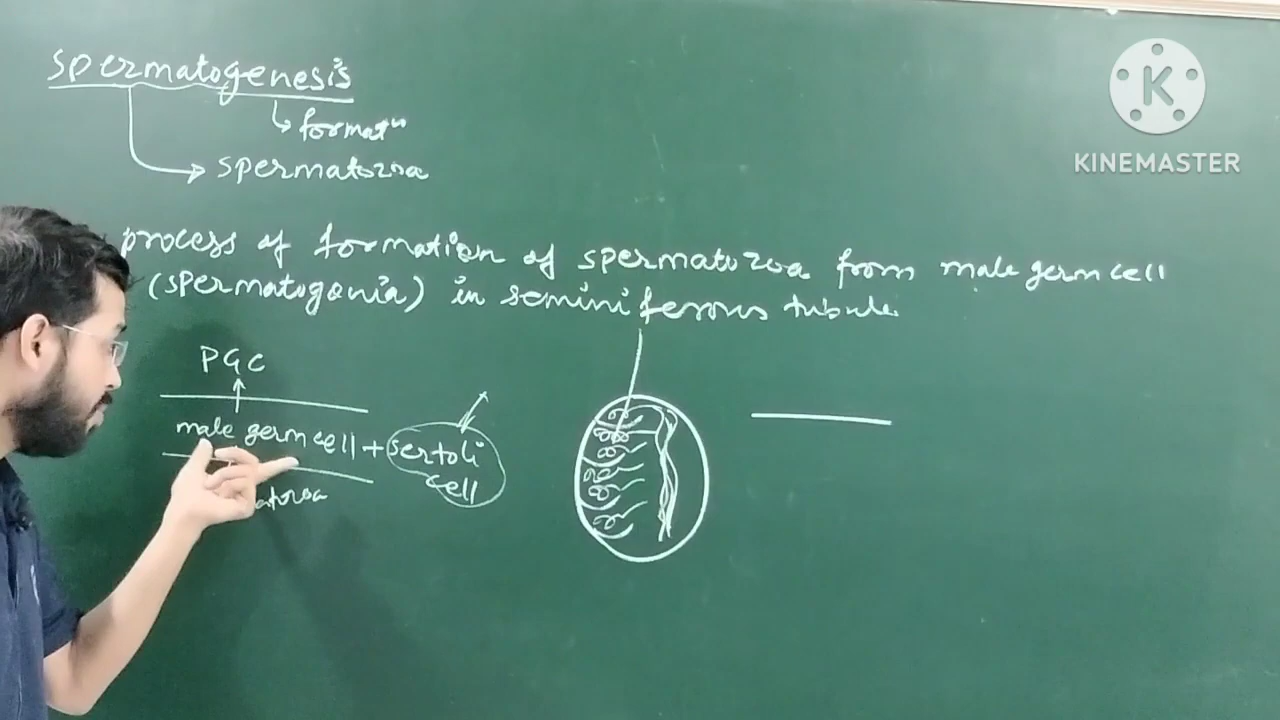 spermatogenesis
formatn
spermatozoa
process of formation of spermatozoa from male germ cell
(spermatogonia) in seminiferous tubule
PGC
male germ cell + sertoli
cell
K
KINEMASTER